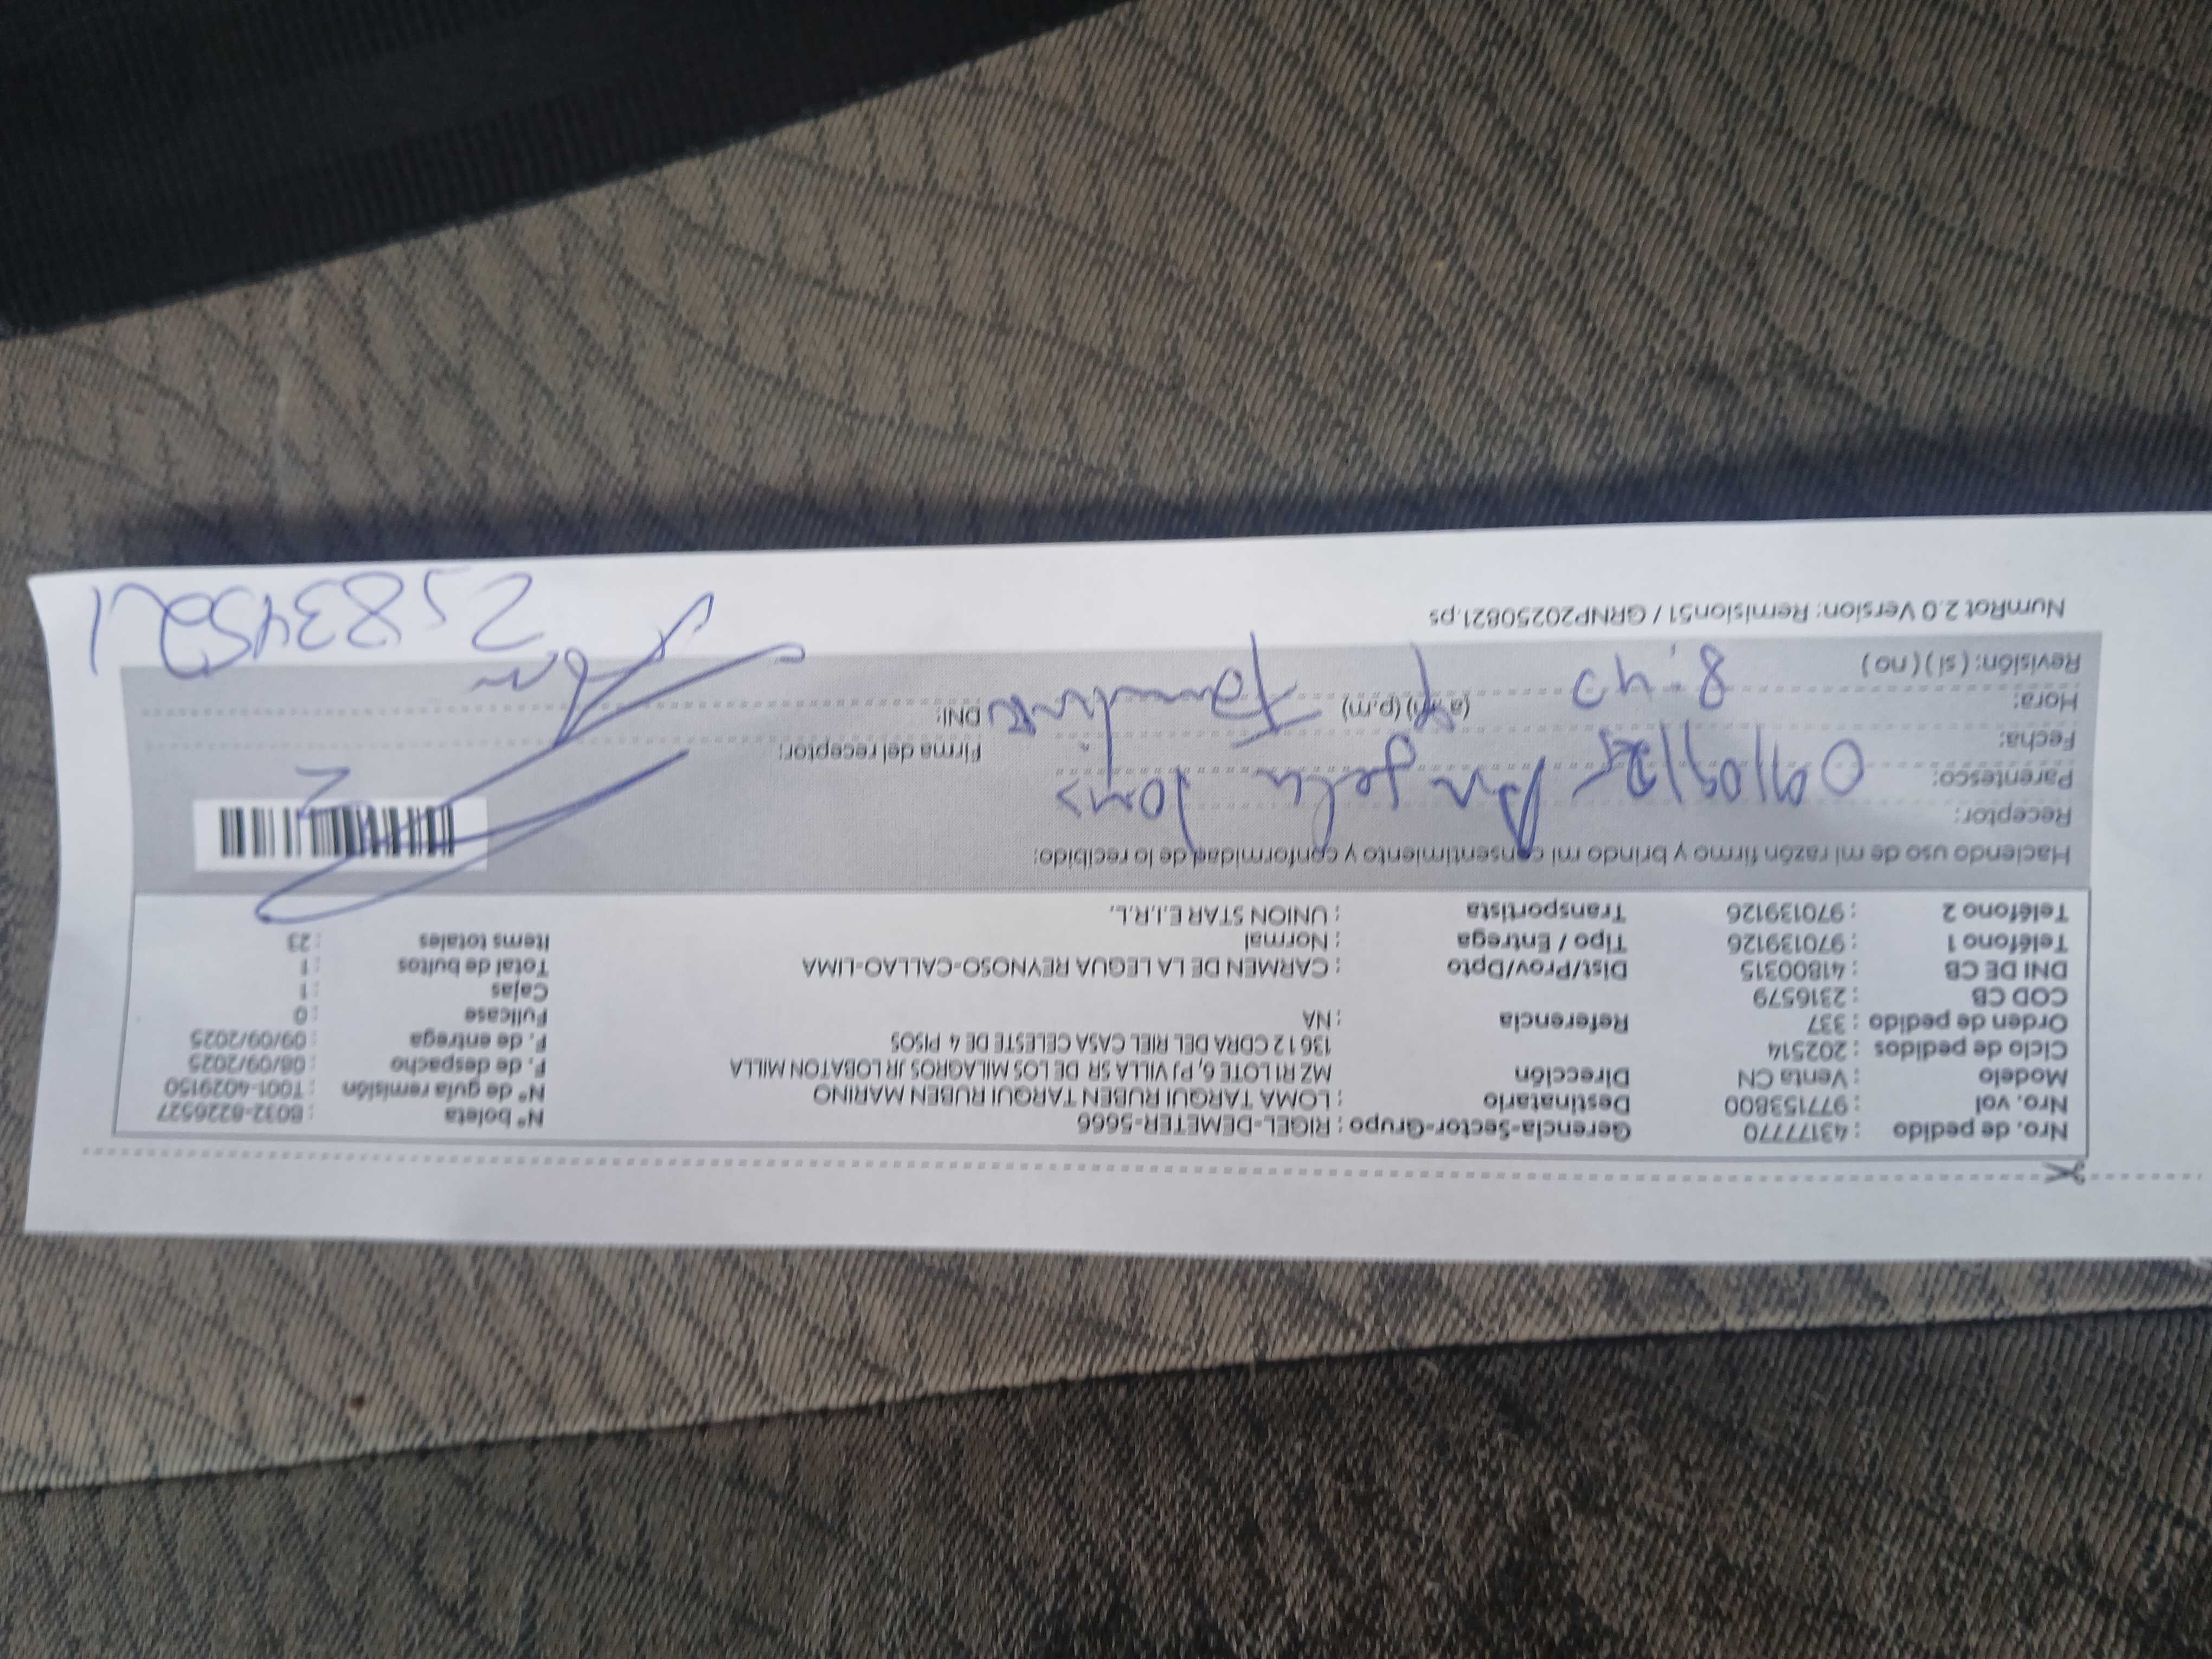 Nro. de pedido : 43177770 Gerencia-Sector-Grupo : RIGEL-DEMETER-5666 Nº boleta : B032-8226527
Nro. vol : 977153800 Destinatario : LOMA TARQUI RUBEN TARQUI RUBEN MARINO Nº de guía remisión : T001-4029150
Modelo : Venta CN Dirección MZ R1 LOTE 6, PJ VILLA SR DE LOS MILAGROS JR LOBATON MILLA F. de despacho : 08/09/2025
Ciclo de pedidos : 202514 136 12 CDRA DEL RIEL CASA CELESTE DE 4 PISOS F. de entrega : 09/09/2025
Orden de pedido : 337 Referencia : NA Fullcase : 0
COD CB : 2316579 Cajas : 1
DNI DE CB : 41800315 Dist/Prov/Dpto : CARMEN DE LA LEGUA REYNOSO-CALLAO-LIMA Total de bultos : 1
Teléfono 1 : 970139126 Tipo / Entrega : Normal Items totales : 23
Teléfono 2 : 970139126 Transportista : UNION STAR E.I.R.L.
Haciendo uso de mi razón firmo y brindo mi consentimiento y conformidad de lo recibido:
Receptor:
Parentesco: 09/09/25 Angela
Fecha: Firma del receptor:
Hora: (a.m) (p.m) DNI:
Revisión: ( sí ) ( no ) 8:40
NumRot 2.0 Version: Remision51 / GRNP20250821.ps